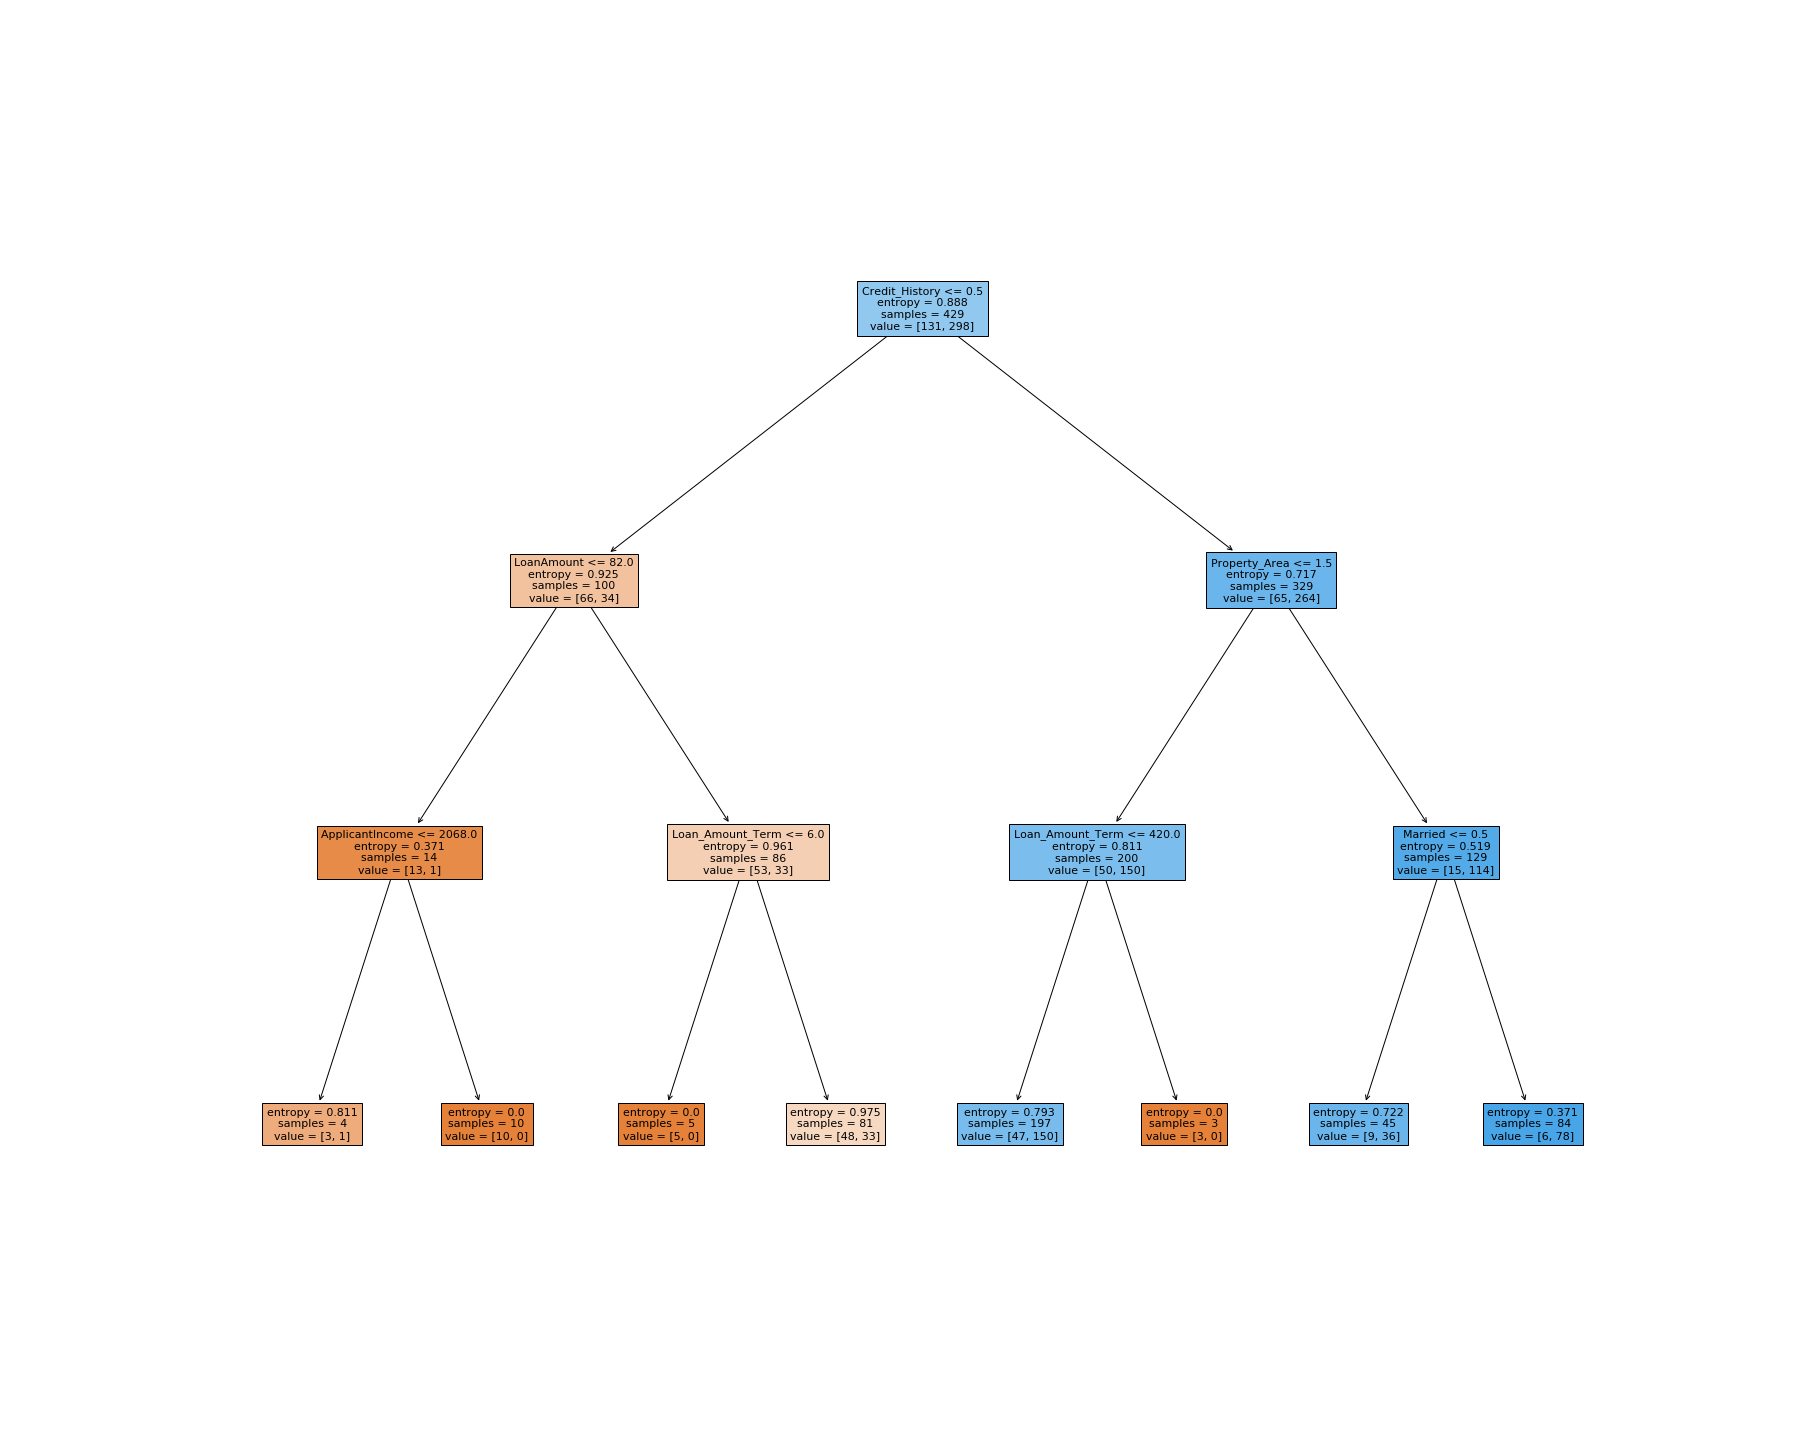 Credit_History <= 0.5
entropy = 0.888
samples = 429
value = [131, 298]
LoanAmount <= 82.0
entropy = 0.925
samples = 100
value = [66, 34]
Property_Area <= 1.5
entropy = 0.717
samples = 329
value = [65, 264]
ApplicantIncome <= 2068.0
entropy = 0.371
samples = 14
value = [13, 1]
Loan_Amount_Term <= 6.0
entropy = 0.961
samples = 86
value = [53, 33]
Loan_Amount_Term <= 420.0
entropy = 0.811
samples = 200
value = [50, 150]
Married <= 0.5
entropy = 0.519
samples = 129
value = [15, 114]
entropy = 0.811
samples = 4
value = [3, 1]
entropy = 0.0
samples = 10
value = [10, 0]
entropy = 0.0
samples = 5
value = [5, 0]
entropy = 0.975
samples = 81
value = [48, 33]
entropy = 0.793
samples = 197
value = [47, 150]
entropy = 0.0
samples = 3
value = [3, 0]
entropy = 0.722
samples = 45
value = [9, 36]
entropy = 0.371
samples = 84
value = [6, 78]